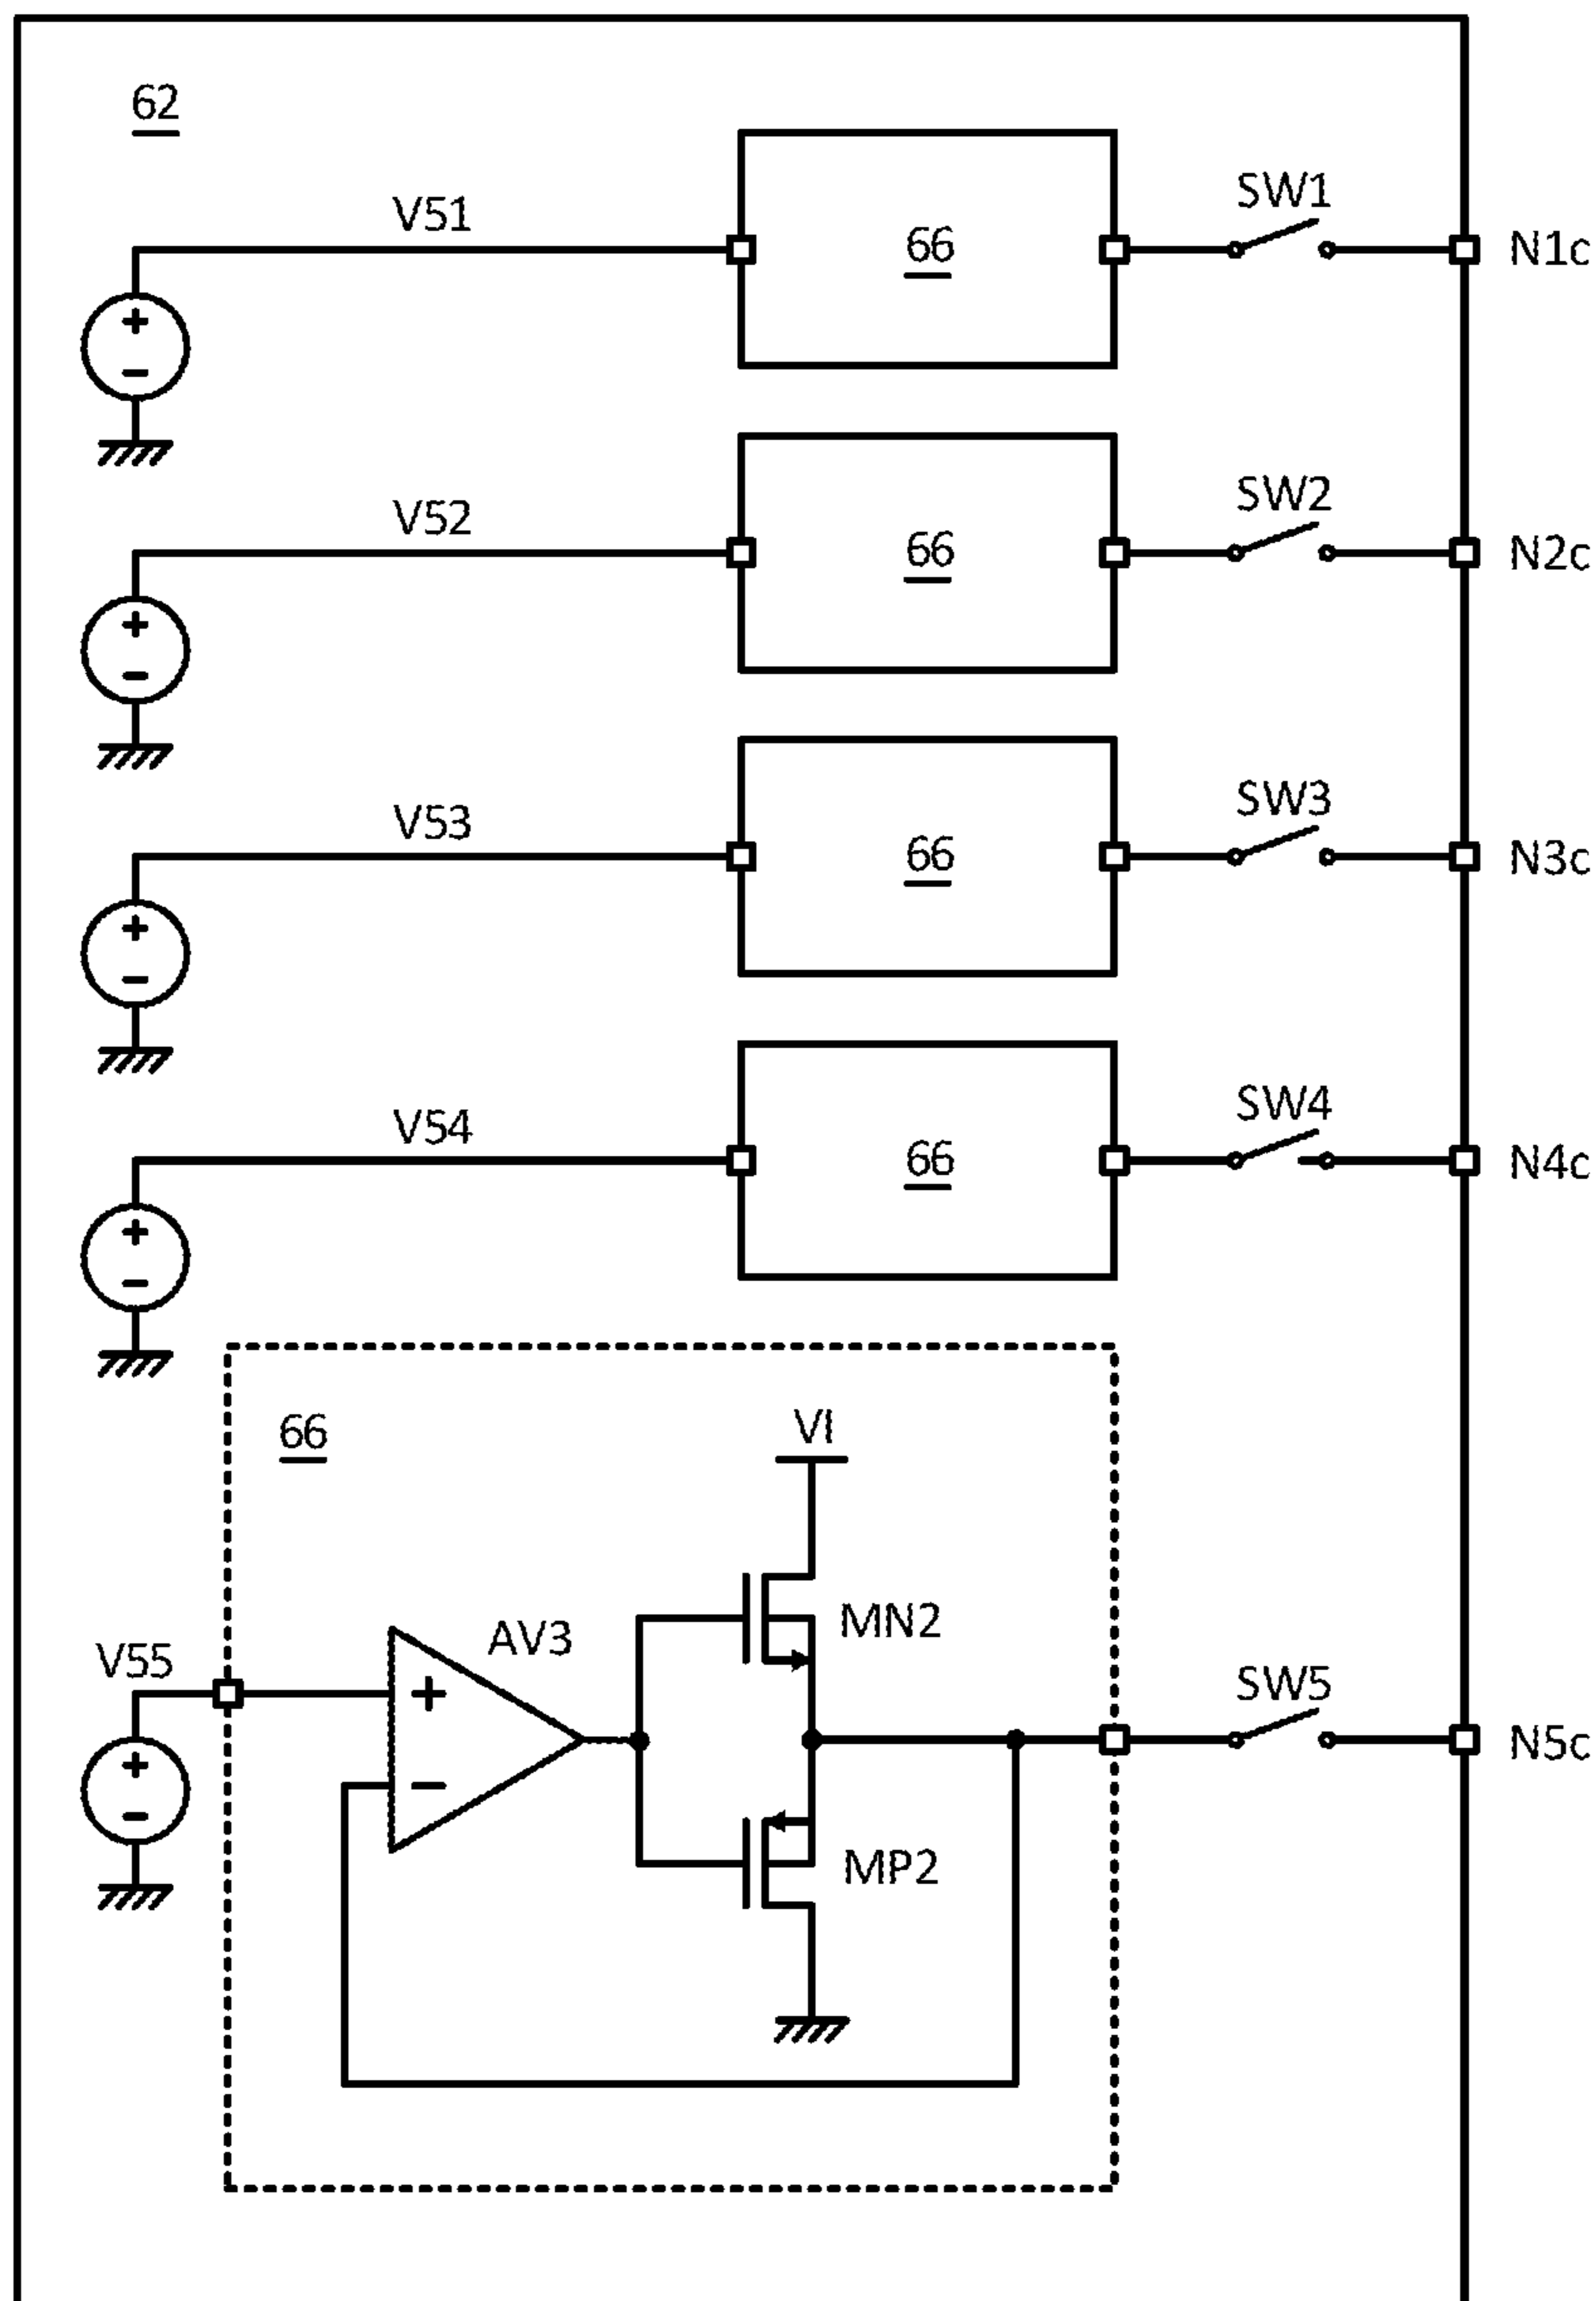 62
V51
66
SW1
N1c
V52
66
SW2
N2c
V53
66
SW3
N3c
V54
66
SW4
N4c
66
VI
MN2
AV3
V55
+
SW5
N5c
−
MP2
+
−
+
−
+
−
+
−
+
−